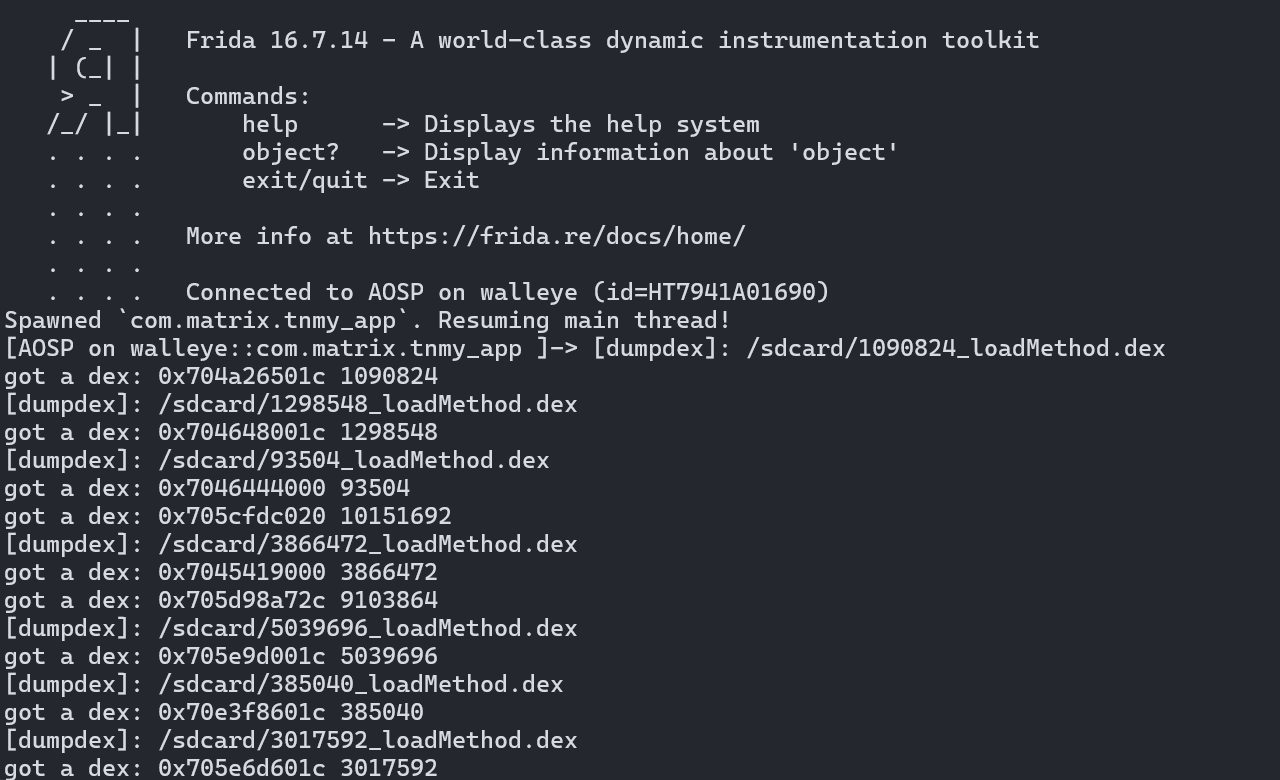 ____
    / _  |   Frida 16.7.14 - A world-class dynamic instrumentation toolkit
   | (_| |
    > _  |   Commands:
   /_/ |_|       help      -> Displays the help system
   . . . .       object?   -> Display information about 'object'
   . . . .       exit/quit -> Exit
   . . . .
   . . . .   More info at https://frida.re/docs/home/
   . . . .
   . . . .   Connected to AOSP on walleye (id=HT7941A01690)
Spawned `com.matrix.tnmy_app`. Resuming main thread!
[AOSP on walleye::com.matrix.tnmy_app ]-> [dumpdex]: /sdcard/1090824_loadMethod.dex
got a dex: 0x704a26501c 1090824
[dumpdex]: /sdcard/1298548_loadMethod.dex
got a dex: 0x704648001c 1298548
[dumpdex]: /sdcard/93504_loadMethod.dex
got a dex: 0x7046444000 93504
got a dex: 0x705cfdc020 10151692
[dumpdex]: /sdcard/3866472_loadMethod.dex
got a dex: 0x7045419000 3866472
got a dex: 0x705d98a72c 9103864
[dumpdex]: /sdcard/5039696_loadMethod.dex
got a dex: 0x705e9d001c 5039696
[dumpdex]: /sdcard/385040_loadMethod.dex
got a dex: 0x70e3f8601c 385040
[dumpdex]: /sdcard/3017592_loadMethod.dex
got a dex: 0x705e6d601c 3017592